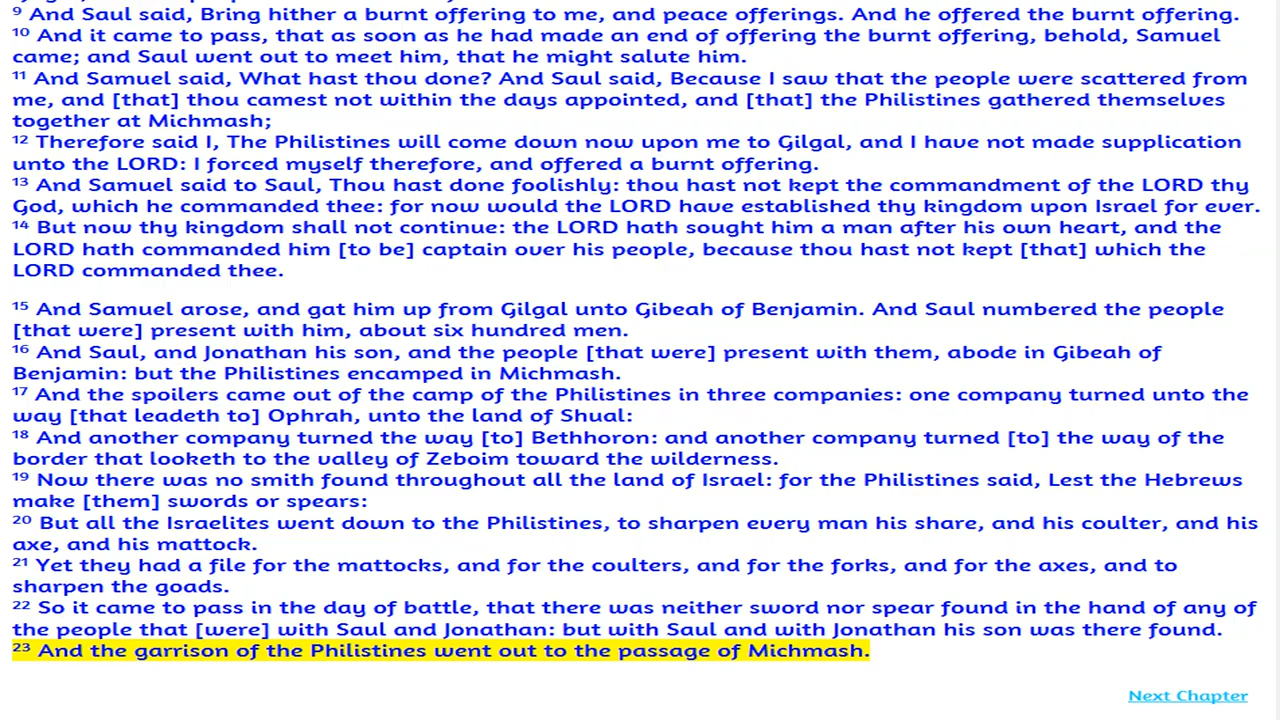 ⁹ And Saul said, Bring hither a burnt offering to me, and peace offerings. And he offered the burnt offering.
¹⁰ And it came to pass, that as soon as he had made an end of offering the burnt offering, behold, Samuel
came; and Saul went out to meet him, that he might salute him.
¹¹ And Samuel said, What hast thou done? And Saul said, Because I saw that the people were scattered from
me, and [that] thou camest not within the days appointed, and [that] the Philistines gathered themselves
together at Michmash;
¹² Therefore said I, The Philistines will come down now upon me to Gilgal, and I have not made supplication
unto the LORD: I forced myself therefore, and offered a burnt offering.
¹³ And Samuel said to Saul, Thou hast done foolishly: thou hast not kept the commandment of the LORD thy
God, which he commanded thee: for now would the LORD have established thy kingdom upon Israel for ever.
¹⁴ But now thy kingdom shall not continue: the LORD hath sought him a man after his own heart, and the
LORD hath commanded him [to be] captain over his people, because thou hast not kept [that] which the
LORD commanded thee.
¹⁵ And Samuel arose, and gat him up from Gilgal unto Gibeah of Benjamin. And Saul numbered the people
[that were] present with him, about six hundred men.
¹⁶ And Saul, and Jonathan his son, and the people [that were] present with them, abode in Gibeah of
Benjamin: but the Philistines encamped in Michmash.
¹⁷ And the spoilers came out of the camp of the Philistines in three companies: one company turned unto the
way [that leadeth to] Ophrah, unto the land of Shual:
¹⁸ And another company turned the way [to] Bethhoron: and another company turned [to] the way of the
border that looketh to the valley of Zeboim toward the wilderness.
¹⁹ Now there was no smith found throughout all the land of Israel: for the Philistines said, Lest the Hebrews
make [them] swords or spears:
²⁰ But all the Israelites went down to the Philistines, to sharpen every man his share, and his coulter, and his
axe, and his mattock.
²¹ Yet they had a file for the mattocks, and for the coulters, and for the forks, and for the axes, and to
sharpen the goads.
²² So it came to pass in the day of battle, that there was neither sword nor spear found in the hand of any of
the people that [were] with Saul and Jonathan: but with Saul and with Jonathan his son was there found.
²³ And the garrison of the Philistines went out to the passage of Michmash.
Next Chapter